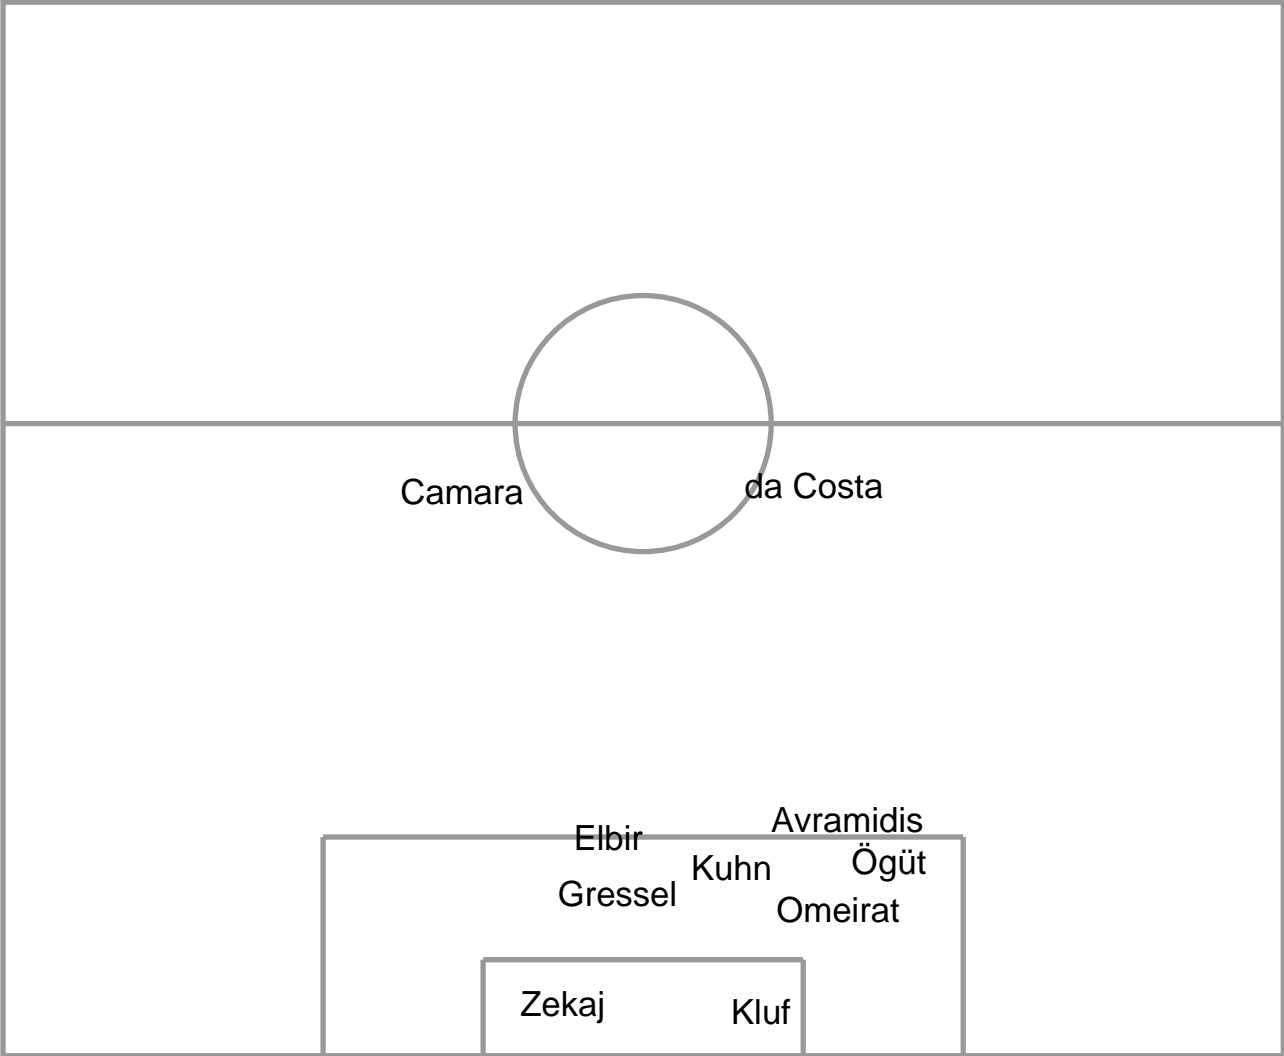 Camara
da Costa
Avramidis
Elbir
Ögüt
Kuhn
Gressel
Omeirat
Zekaj
Kluf